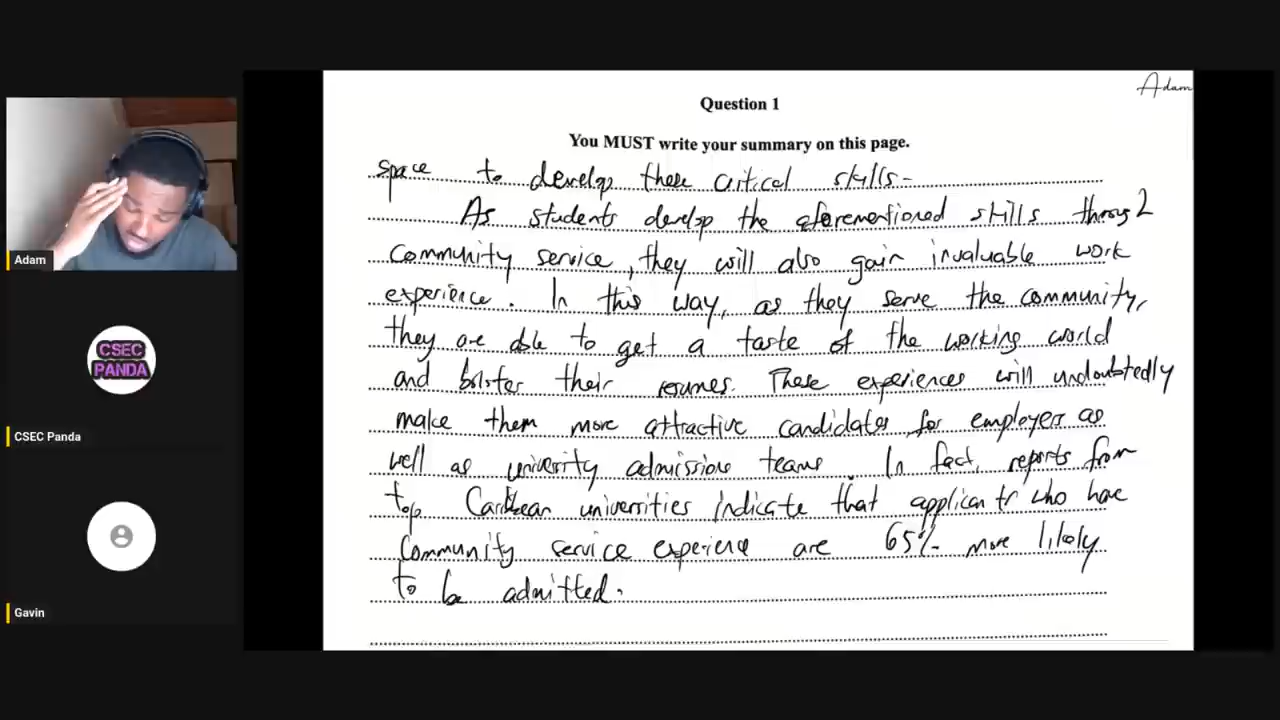 Adam
Question 1
You MUST write your summary on this page.
space to develop these critical skills.
As students develop the aforementioned skills through
community service, they will also gain invaluable work
experience. In this way, as they serve the community,
they are able to get a taste of the working world
and bolster their resumes. These experiences will undoubtedly
make them more attractive candidates for employers as
well as university admissions teams. In fact, reports from
top Caribbean universities indicate that applicants who have
community service experience are 65% more likely
to be admitted.
Adam
CSEC
PANDA
CSEC Panda
Gavin